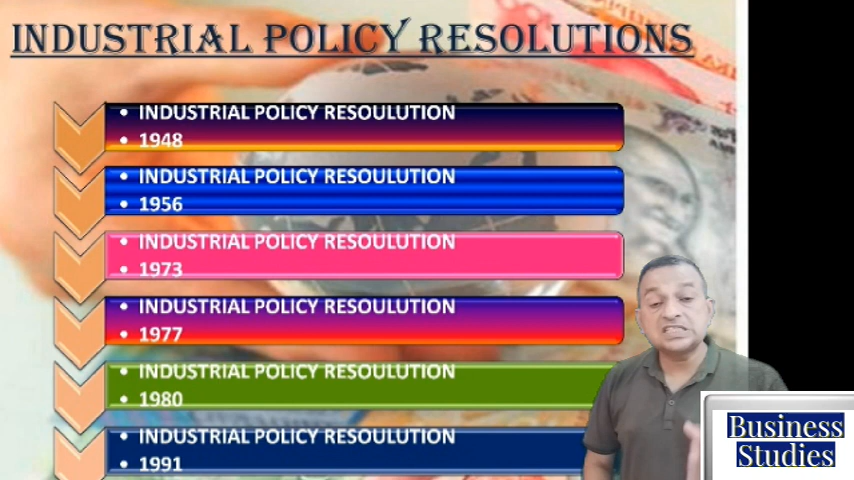 INDUSTRIAL POLICY RESOLUTIONS
• INDUSTRIAL POLICY RESOULUTION
• 1948
• INDUSTRIAL POLICY RESOULUTION
• 1956
• INDUSTRIAL POLICY RESOULUTION
• 1973
• INDUSTRIAL POLICY RESOULUTION
• 1977
• INDUSTRIAL POLICY RESOULUTION
• 1980
• INDUSTRIAL POLICY RESOULUTION
• 1991
Business
Studies